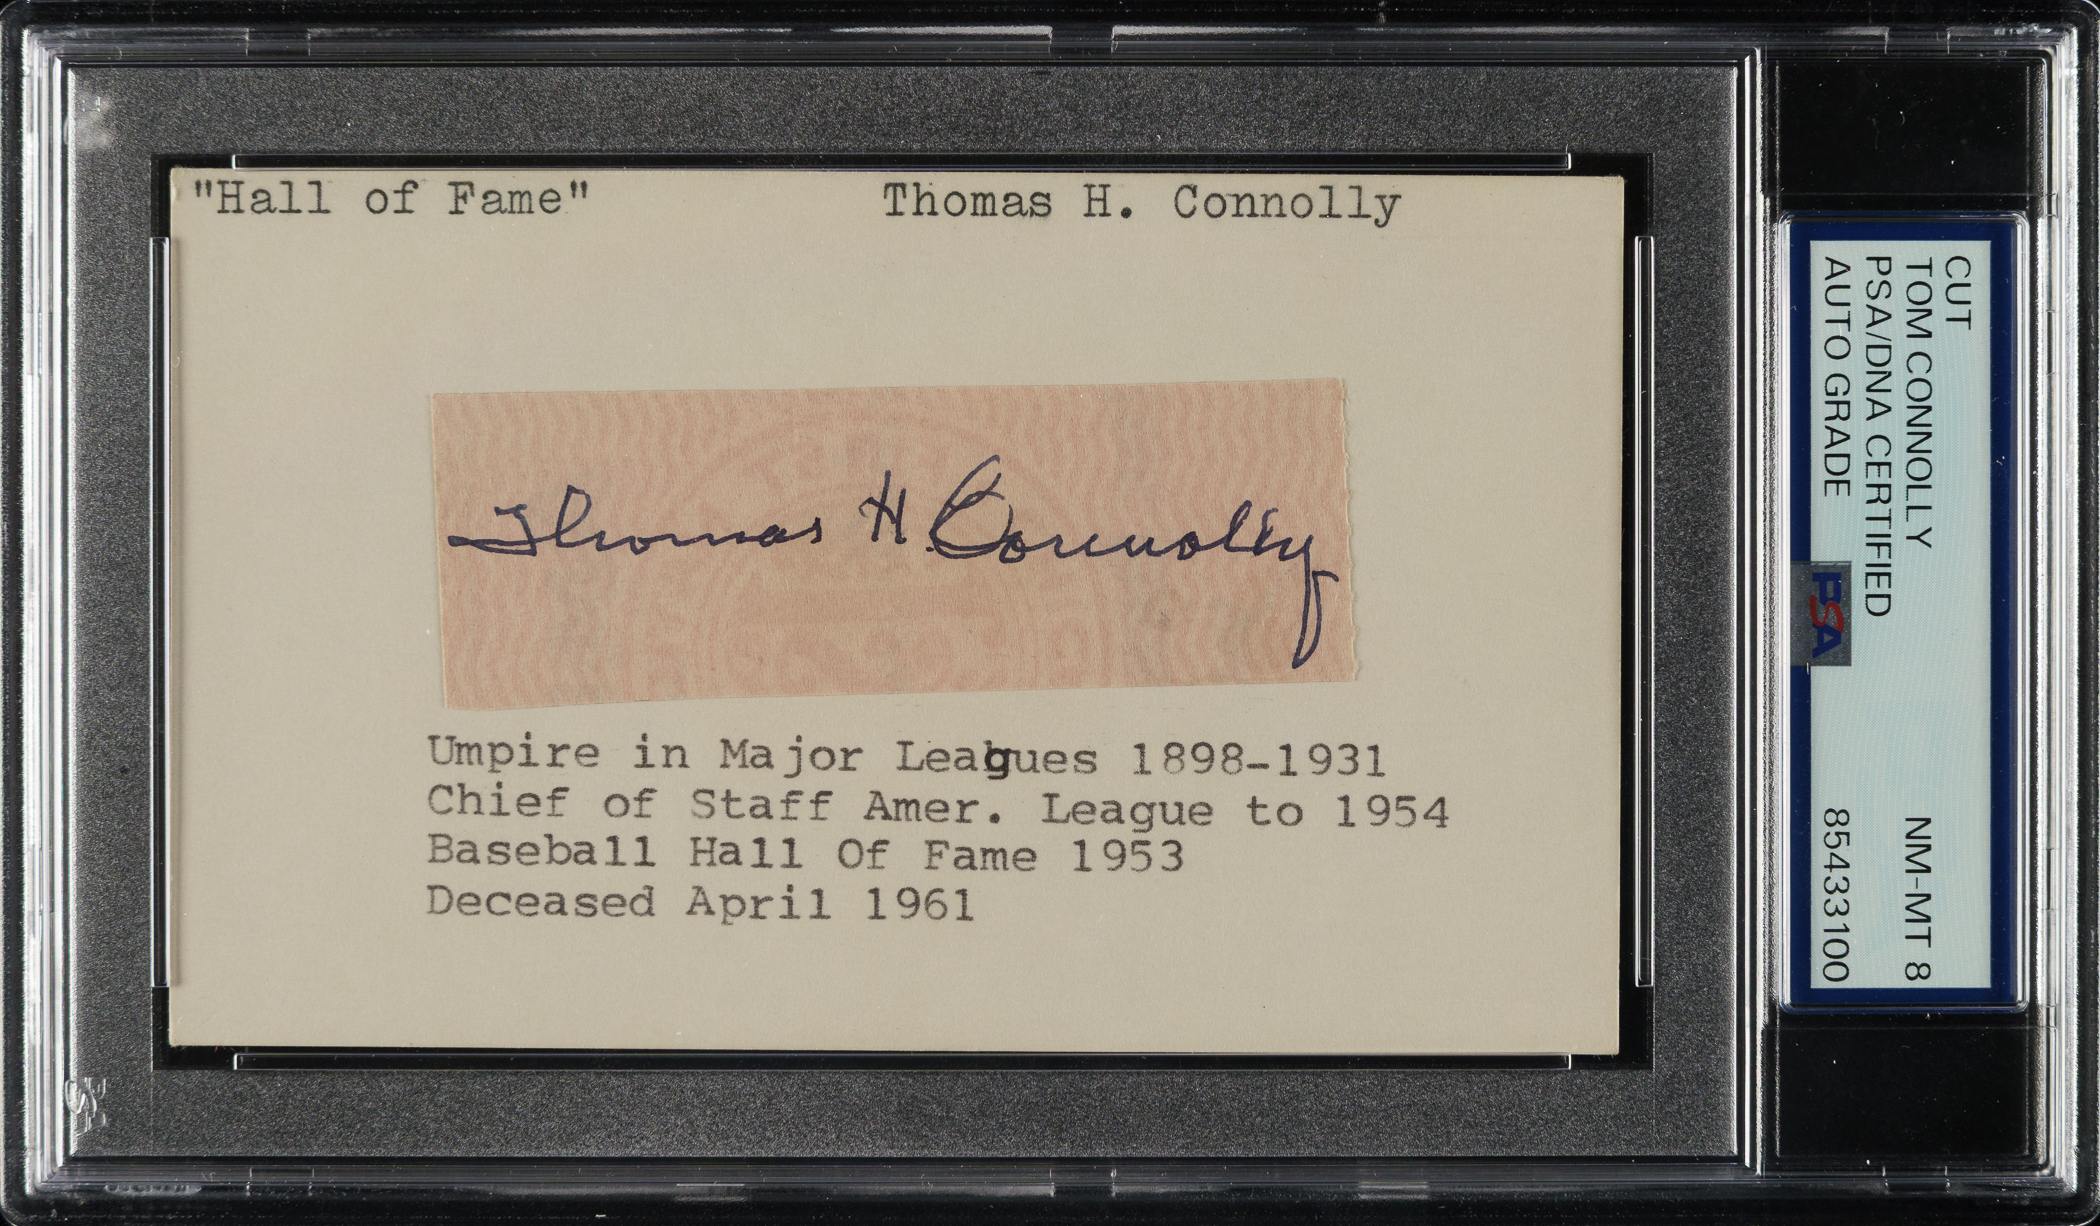 "Hall of Fame" Thomas H. Connolly
Thomas H. Connolly
Umpire in Major Leagues 1898-1931
Chief of Staff Amer. League to 1954
Baseball Hall Of Fame 1953
Deceased April 1961
CUT
TOM CONNOLLY NM-MT 8
PSA/DNA CERTIFIED
AUTO GRADE 85433100
PSA